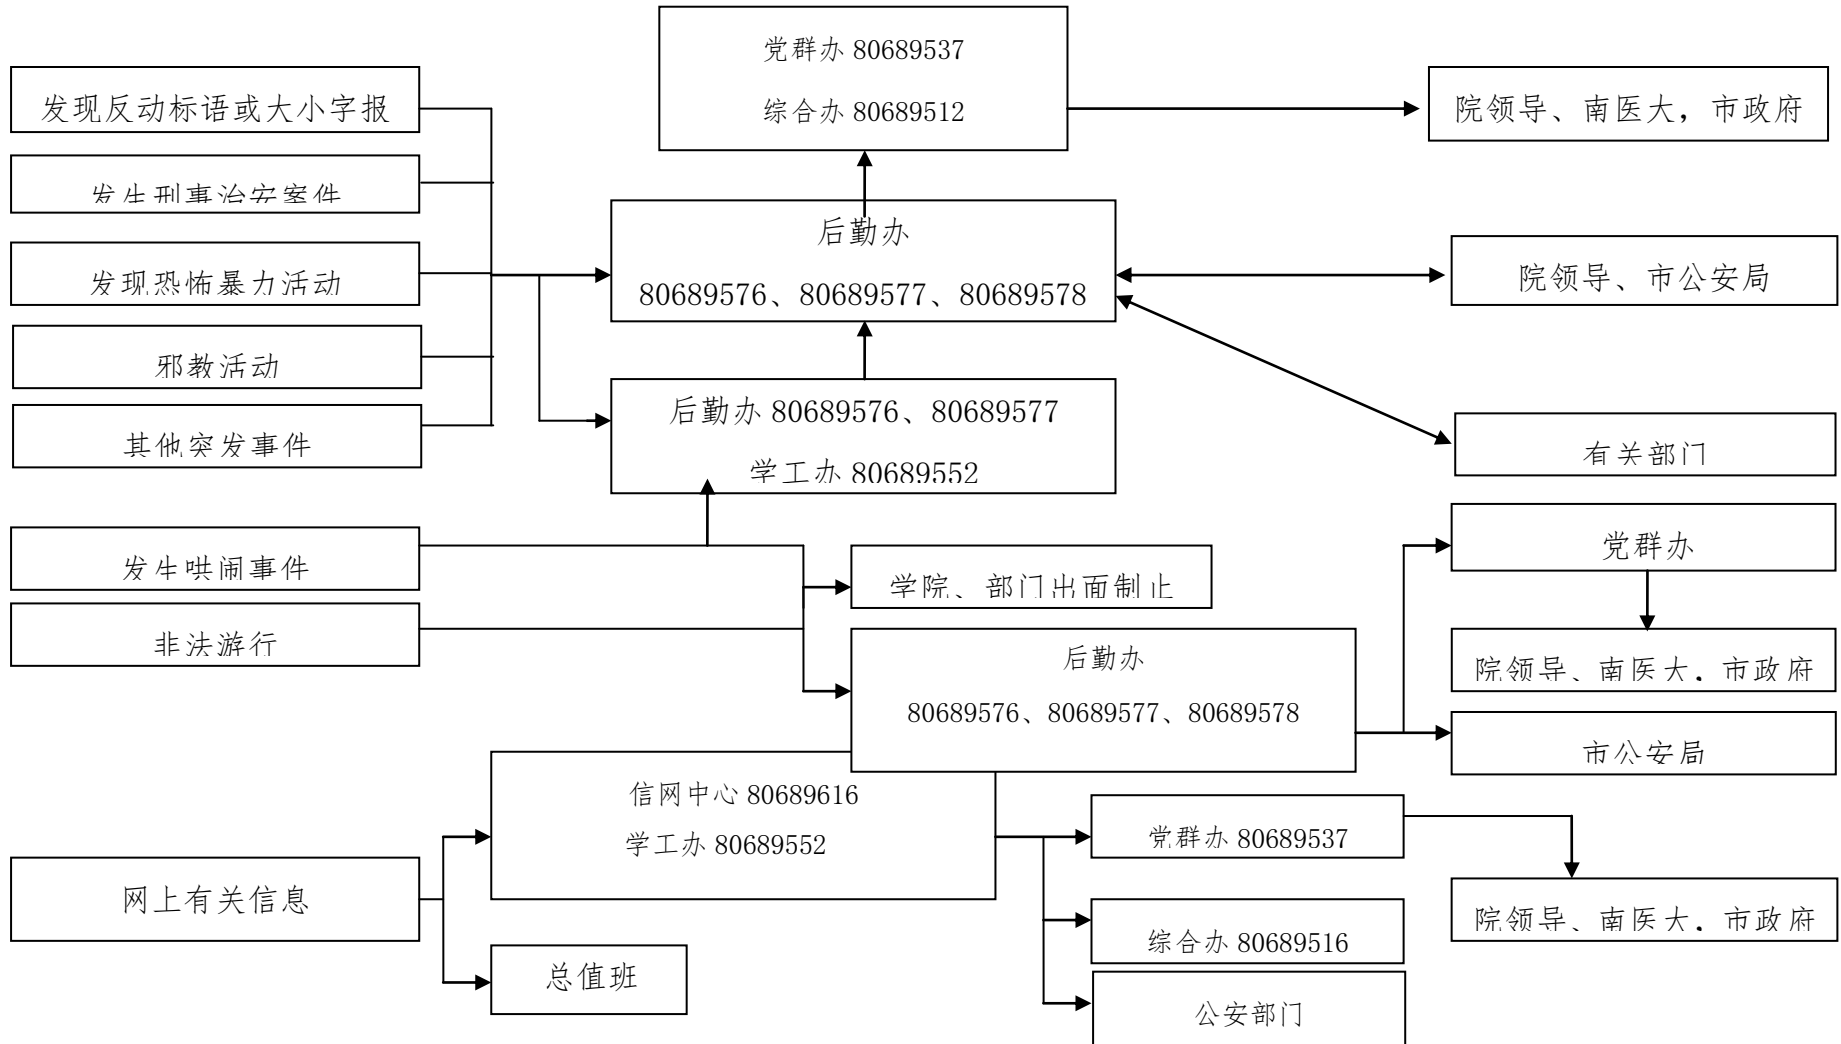 党群办 80689537
综合办 80689512
发现反动标语或大小字报
院领导、南医大，市政府
发生刑事治安案件
后勤办
80689576、80689577、80689578
发现恐怖暴力活动
院领导、市公安局
邪教活动
后勤办 80689576、80689577
学工办 80689552
其他突发事件
有关部门
发生哄闹事件
学院、部门出面制止
党群办
非法游行
后勤办
80689576、80689577、80689578
院领导、南医大，市政府
市公安局
信网中心 80689616
学工办 80689552
党群办 80689537
网上有关信息
院领导、南医大，市政府
综合办 80689516
总值班
公安部门